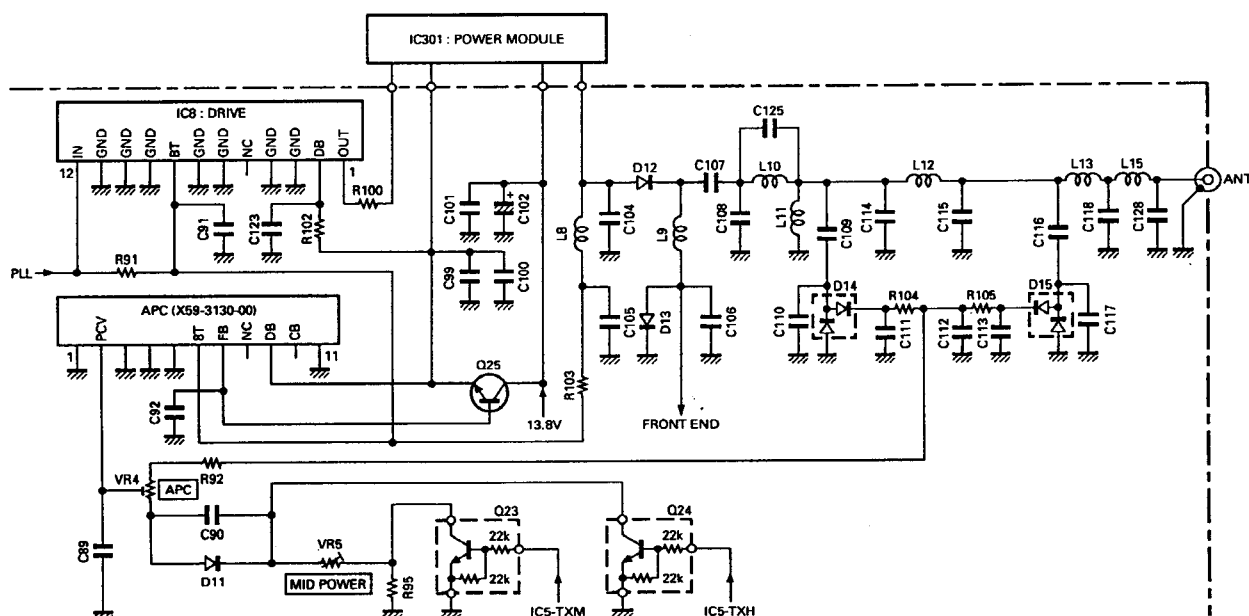 IC301 : POWER MODULE
IC8 : DRIVE
IN
GND
GND
GND
BT
GND
GND
NC
GND
GND
DB
OUT
12
1
R100
C91
C123
R102
PLL
R91
C101
C102
+
C99
C100
L8
C104
D12
L9
C107
C125
L10
C108
L11
C109
C114
L12
C115
C116
L13
L15
C118
C128
ANT
C105
D13
C106
C110
D14
R104
C111
C112
R105
C113
D15
C117
R103
FRONT END
APC (X59-3130-00)
1
PCV
8T
FB
NC
DB
CB
11
Q25
13.8V
C92
R92
VR4
APC
C90
C89
D11
VR5
MID POWER
R95
Q23
22k
22k
IC5-TXM
Q24
22k
22k
IC5-TXH